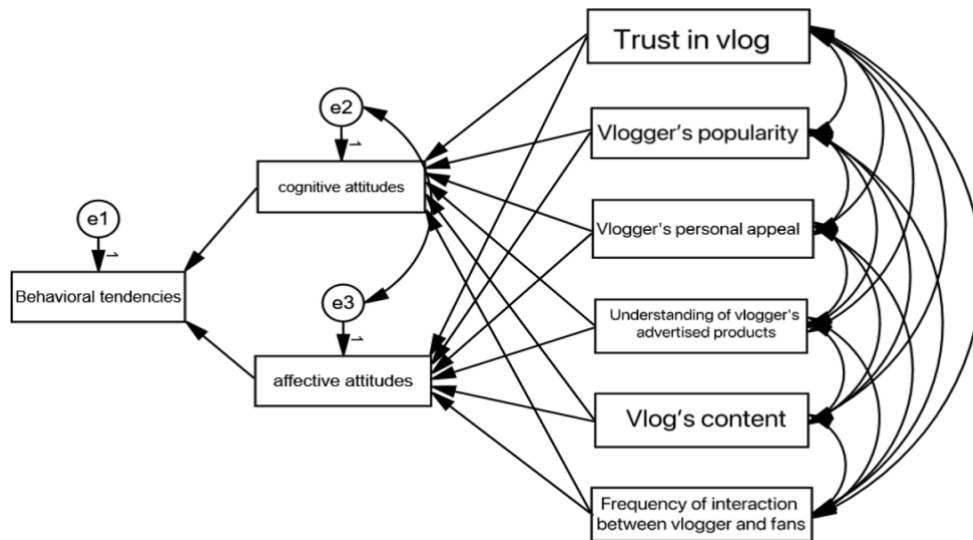 Trust in vlog
e2
1
Vlogger's popularity
cognitive attitudes
e1
1
Vlogger's personal appeal
Behavioral tendencies
e3
1
Understanding of vlogger's
advertised products
affective attitudes
Vlog's content
Frequency of interaction
between vlogger and fans